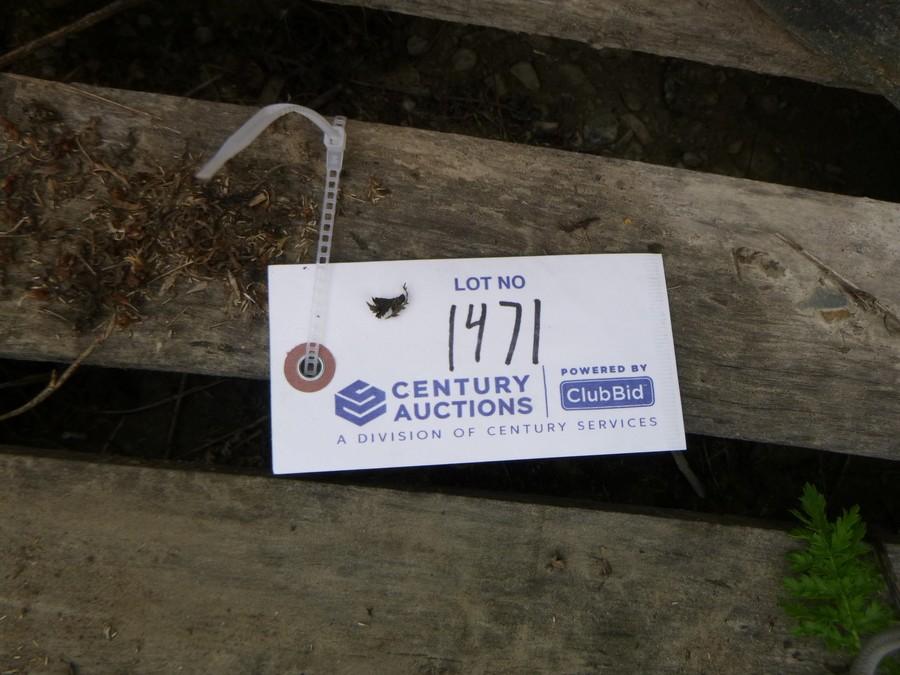 LOT NO
1471
CENTURY AUCTIONS
POWERED BY
ClubBid
A DIVISION OF CENTURY SERVICES